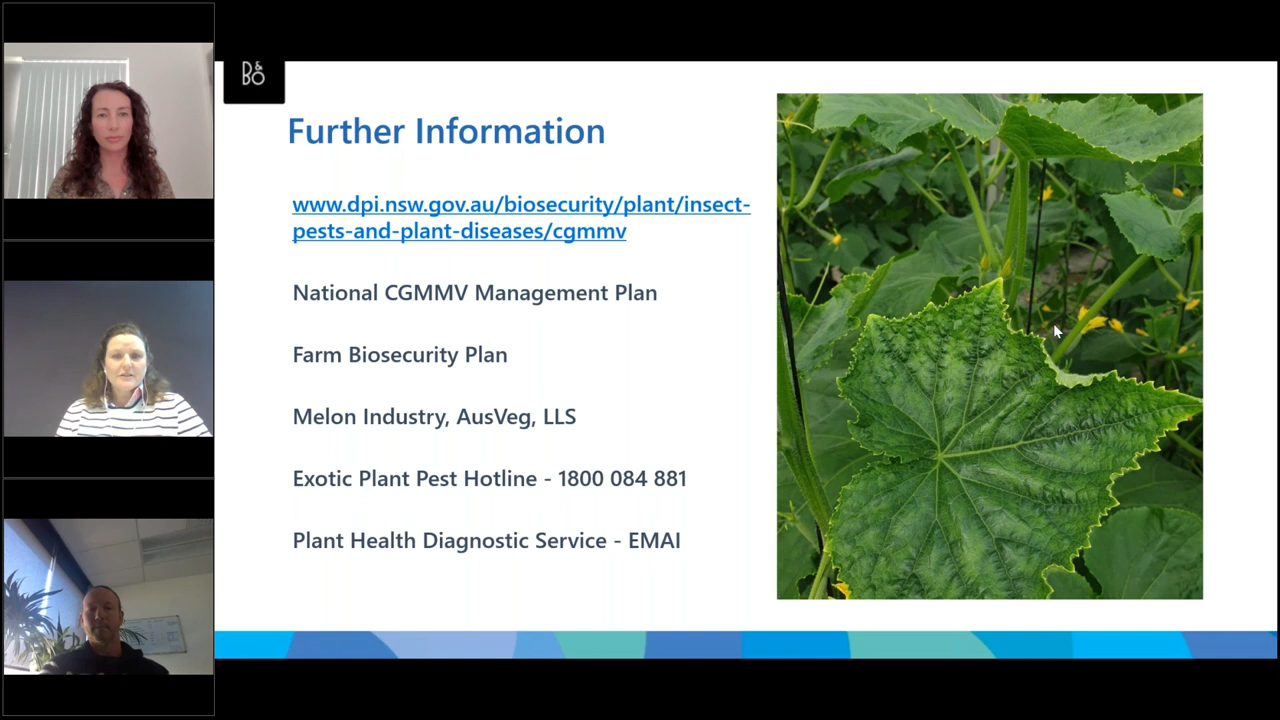 B&O
Further Information
www.dpi.nsw.gov.au/biosecurity/plant/insect-
pests-and-plant-diseases/cgmmv
National CGMMV Management Plan
Farm Biosecurity Plan
Melon Industry, AusVeg, LLS
Exotic Plant Pest Hotline - 1800 084 881
Plant Health Diagnostic Service - EMAI